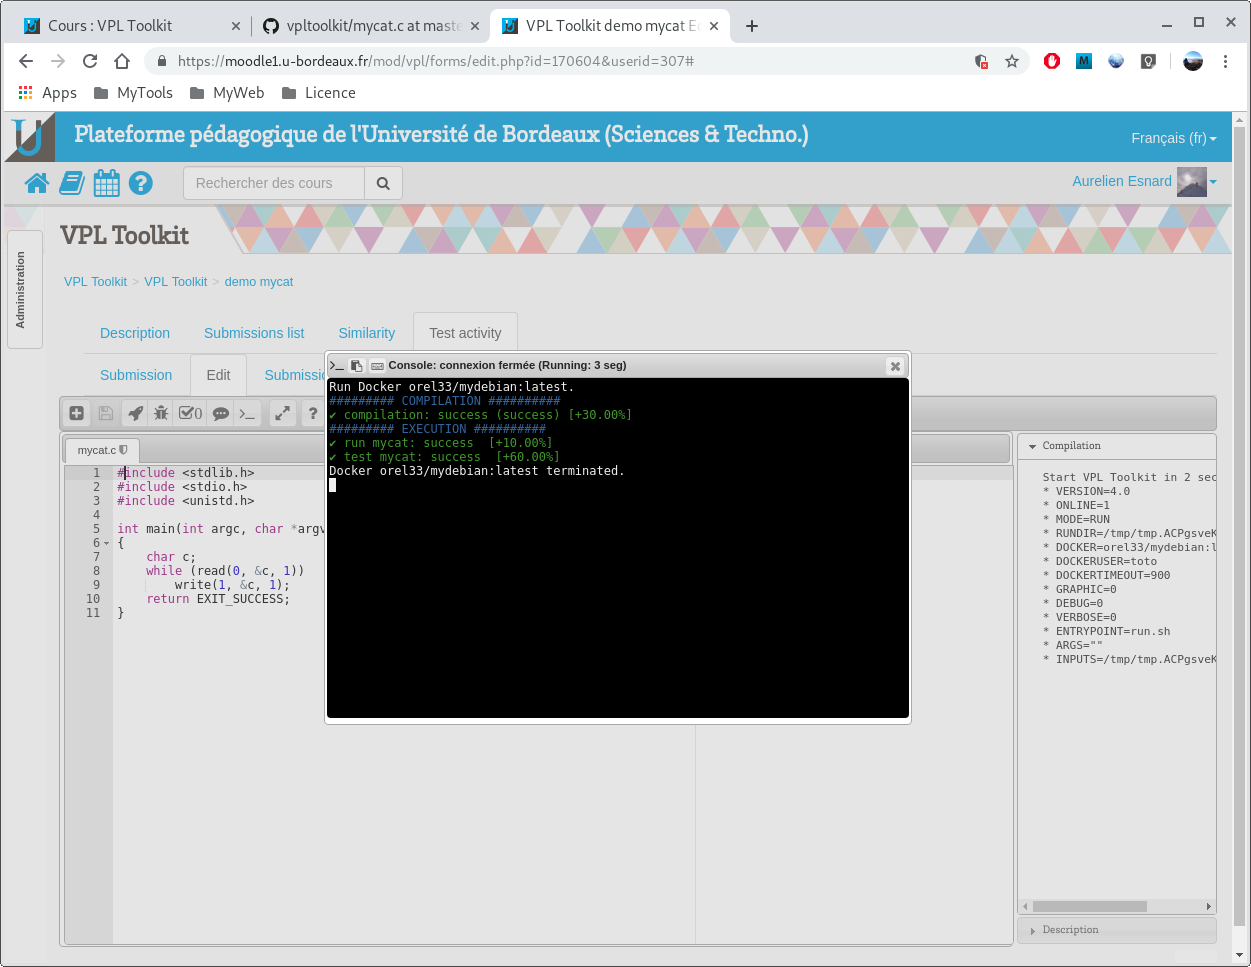 Cours : VPL Toolkit
vpltoolkit/mycat.c at maste
VPL Toolkit demo mycat Ed
https://moodle1.u-bordeaux.fr/mod/vpl/forms/edit.php?id=170604&userid=307#
Apps
MyTools
MyWeb
Licence
Plateforme pédagogique de l'Université de Bordeaux (Sciences & Techno.)
Français (fr)
Rechercher des cours
Aurelien Esnard
VPL Toolkit
Administration
VPL Toolkit > VPL Toolkit > demo mycat
Description
Submissions list
Similarity
Test activity
Submission
Edit
Submissio
Console: connexion fermée (Running: 3 seg)
Run Docker orel33/mydebian:latest.
######### COMPILATION ##########
✔ compilation: success (success) [+30.00%]
######### EXECUTION ##########
✔ run mycat: success  [+10.00%]
✔ test mycat: success  [+60.00%]
Docker orel33/mydebian:latest terminated.
mycat.c
1 #include <stdlib.h>
2 #include <stdio.h>
3 #include <unistd.h>
4
5 int main(int argc, char *argv
6 {
7     char c;
8     while (read(0, &c, 1))
9         write(1, &c, 1);
10     return EXIT_SUCCESS;
11 }
Compilation
Start VPL Toolkit in 2 sec
* VERSION=4.0
* ONLINE=1
* MODE=RUN
* RUNDIR=/tmp/tmp.ACPgsveK
* DOCKER=orel33/mydebian:l
* DOCKERUSER=toto
* DOCKERTIMEOUT=900
* GRAPHIC=0
* DEBUG=0
* VERBOSE=0
* ENTRYPOINT=run.sh
* ARGS=""
* INPUTS=/tmp/tmp.ACPgsveK
Description